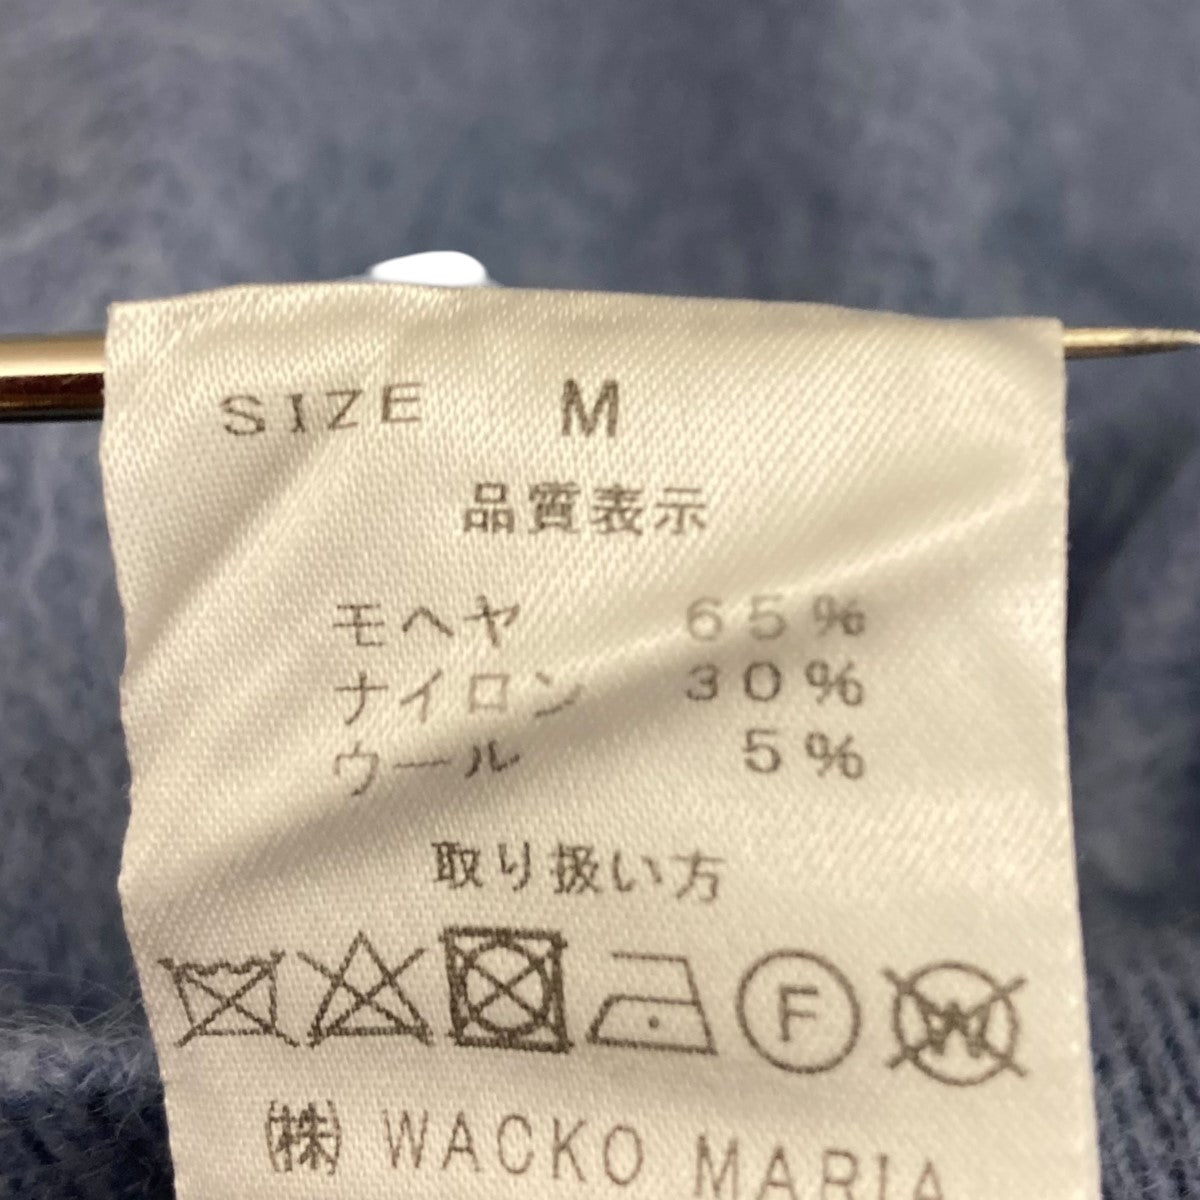 SIZE M
品質表示
モヘヤ 65%
ナイロン 30%
ウール 5%
取り扱い方
F W
㈱ WACKO MARIA